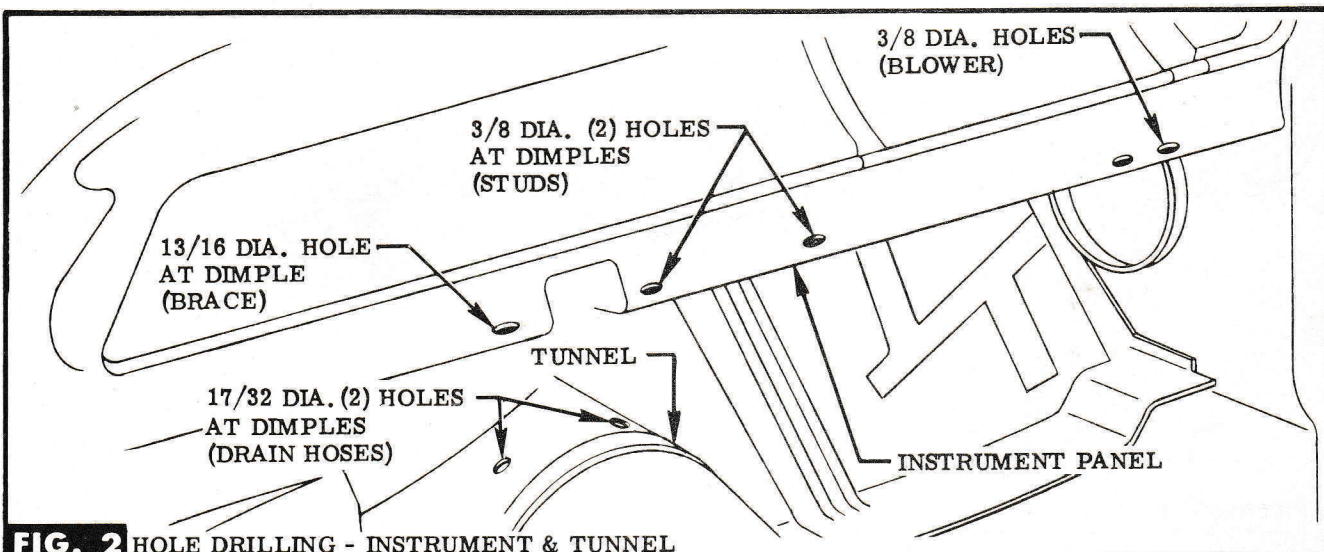 3/8 DIA. HOLES
(BLOWER)
3/8 DIA. (2) HOLES
AT DIMPLES
(STUDS)
13/16 DIA. HOLE
AT DIMPLE
(BRACE)
TUNNEL
17/32 DIA. (2) HOLES
AT DIMPLES
(DRAIN HOSES)
INSTRUMENT PANEL
FIG. 2 HOLE DRILLING - INSTRUMENT & TUNNEL